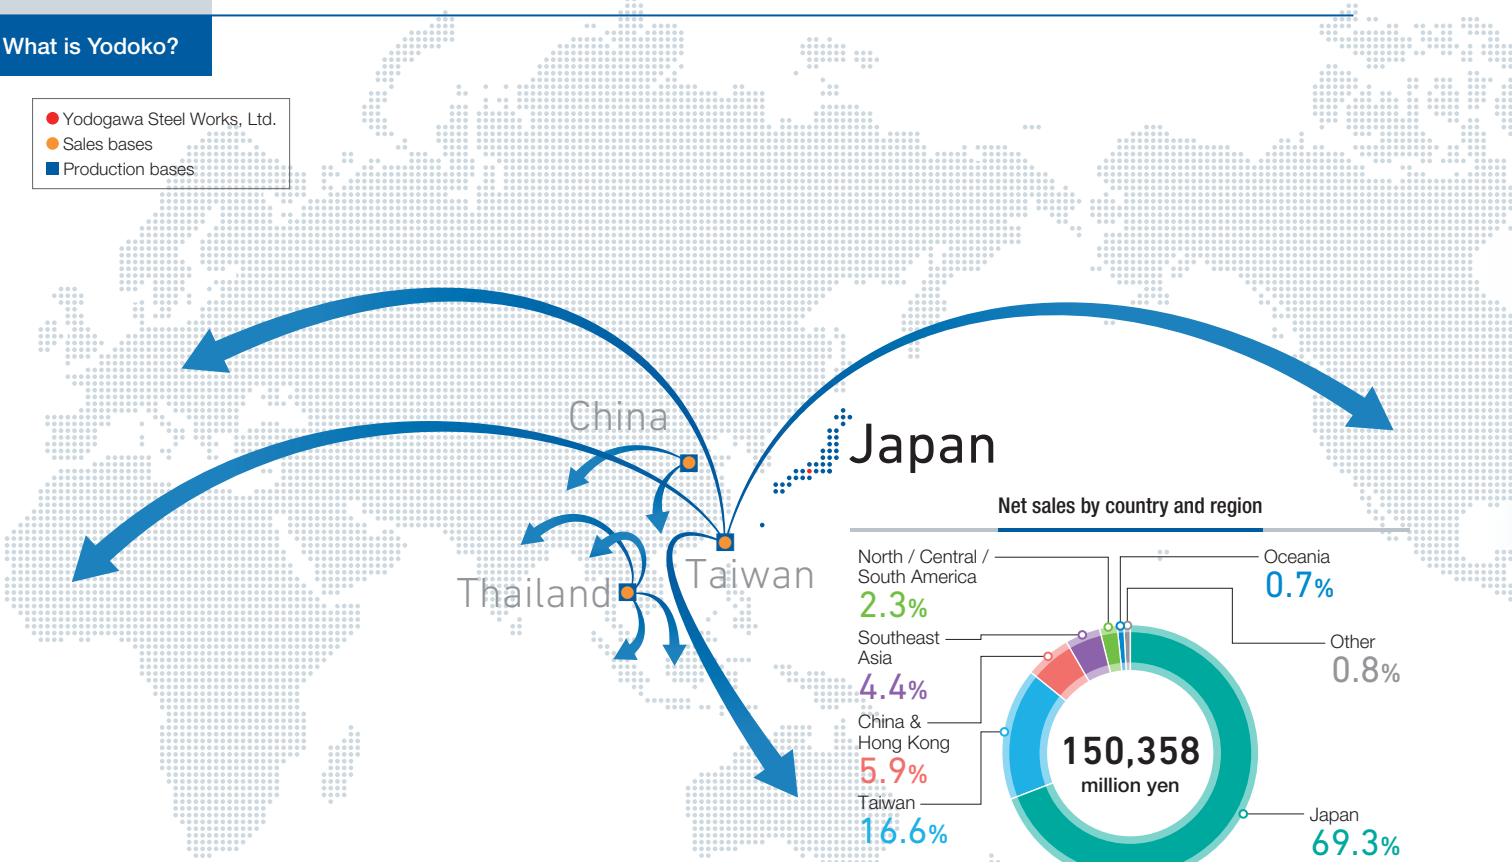 What is Yodoko?
Yodogawa Steel Works, Ltd.
Sales bases
Production bases
China
Japan
Taiwan
Thailand
Net sales by country and region
North / Central /
South America
2.3%
Oceania
0.7%
Southeast
Asia
4.4%
Other
0.8%
China &
Hong Kong
5.9%
150,358
million yen
Taiwan
16.6%
Japan
69.3%